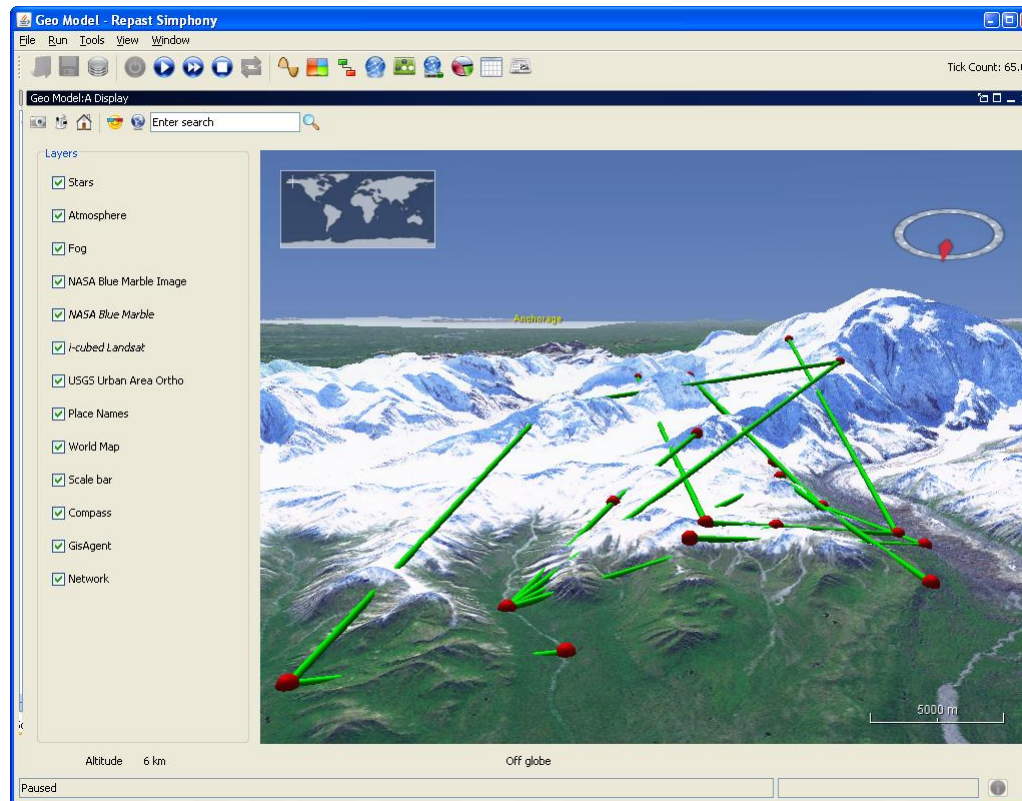 Geo Model - Repast Simphony
File Run Tools View Window
Tick Count: 65.
Geo Model:A Display
Enter search
Layers
Stars
Atmosphere
Fog
NASA Blue Marble Image
NASA Blue Marble
i-cubed Landsat
USGS Urban Area Ortho
Place Names
World Map
Scale bar
Compass
GisAgent
Network
Anchorage
5000 m
Altitude 6 km
Off globe
Paused